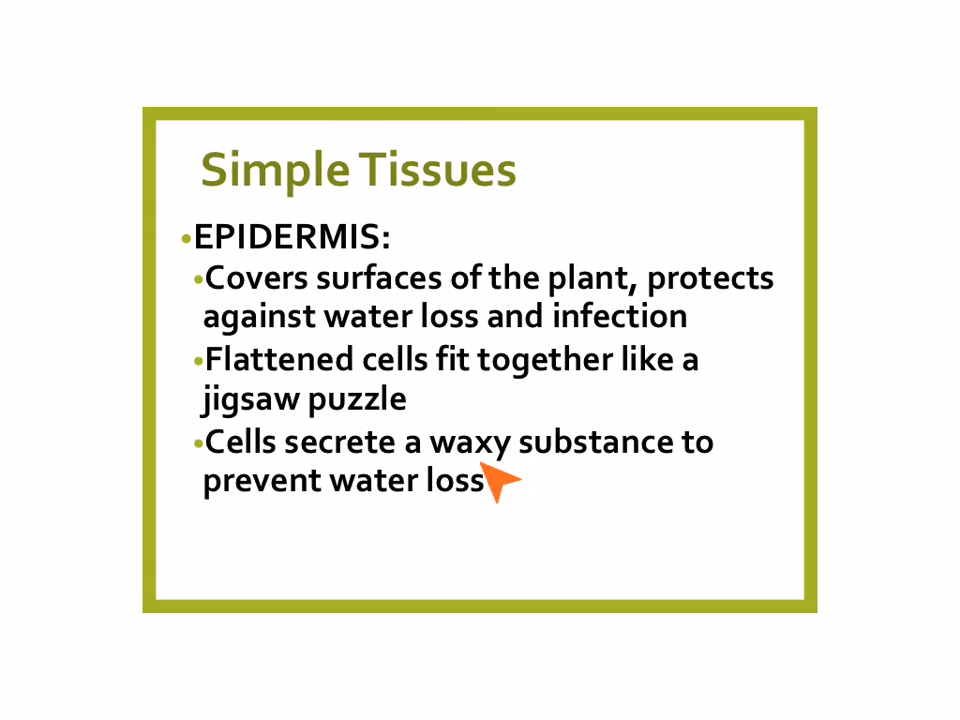 Simple Tissues
•EPIDERMIS:
•Covers surfaces of the plant, protects
against water loss and infection
•Flattened cells fit together like a
jigsaw puzzle
•Cells secrete a waxy substance to
prevent water loss